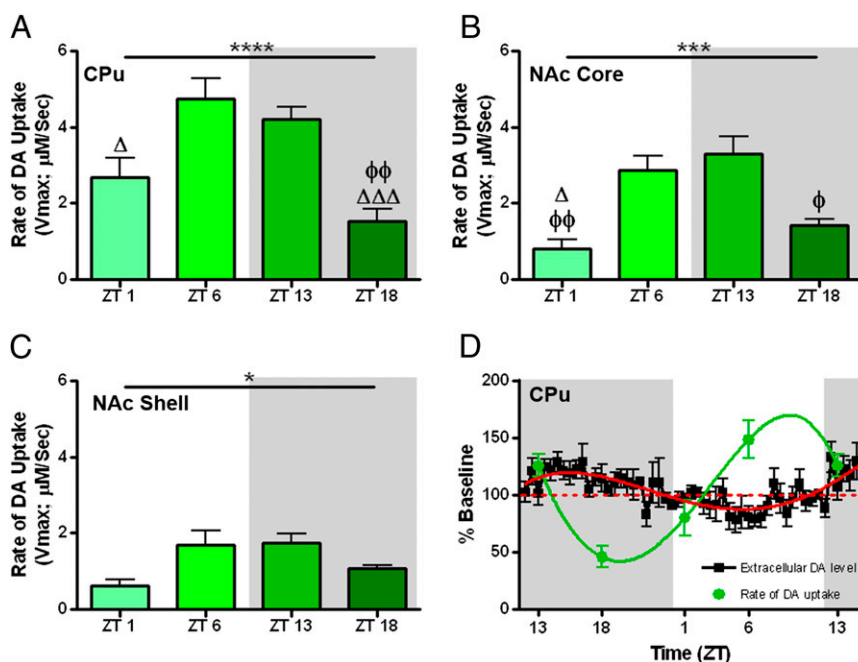 A
Rate of DA Uptake
(Vmax; μM/Sec)
6
4
2
0
CPu
****
Δ
ϕϕ
ΔΔΔ
ZT 1 ZT 6 ZT 13 ZT 18
B
Rate of DA Uptake
(Vmax; μM/Sec)
6
4
2
0
NAc Core
***
Δ
ϕϕ
ϕ
ZT 1 ZT 6 ZT 13 ZT 18
C
Rate of DA Uptake
(Vmax; μM/Sec)
6
4
2
0
NAc Shell
*
ZT 1 ZT 6 ZT 13 ZT 18
D
% Baseline
200
150
100
50
0
CPu
Extracellular DA level
Rate of DA uptake
13 18 1 6 13
Time (ZT)